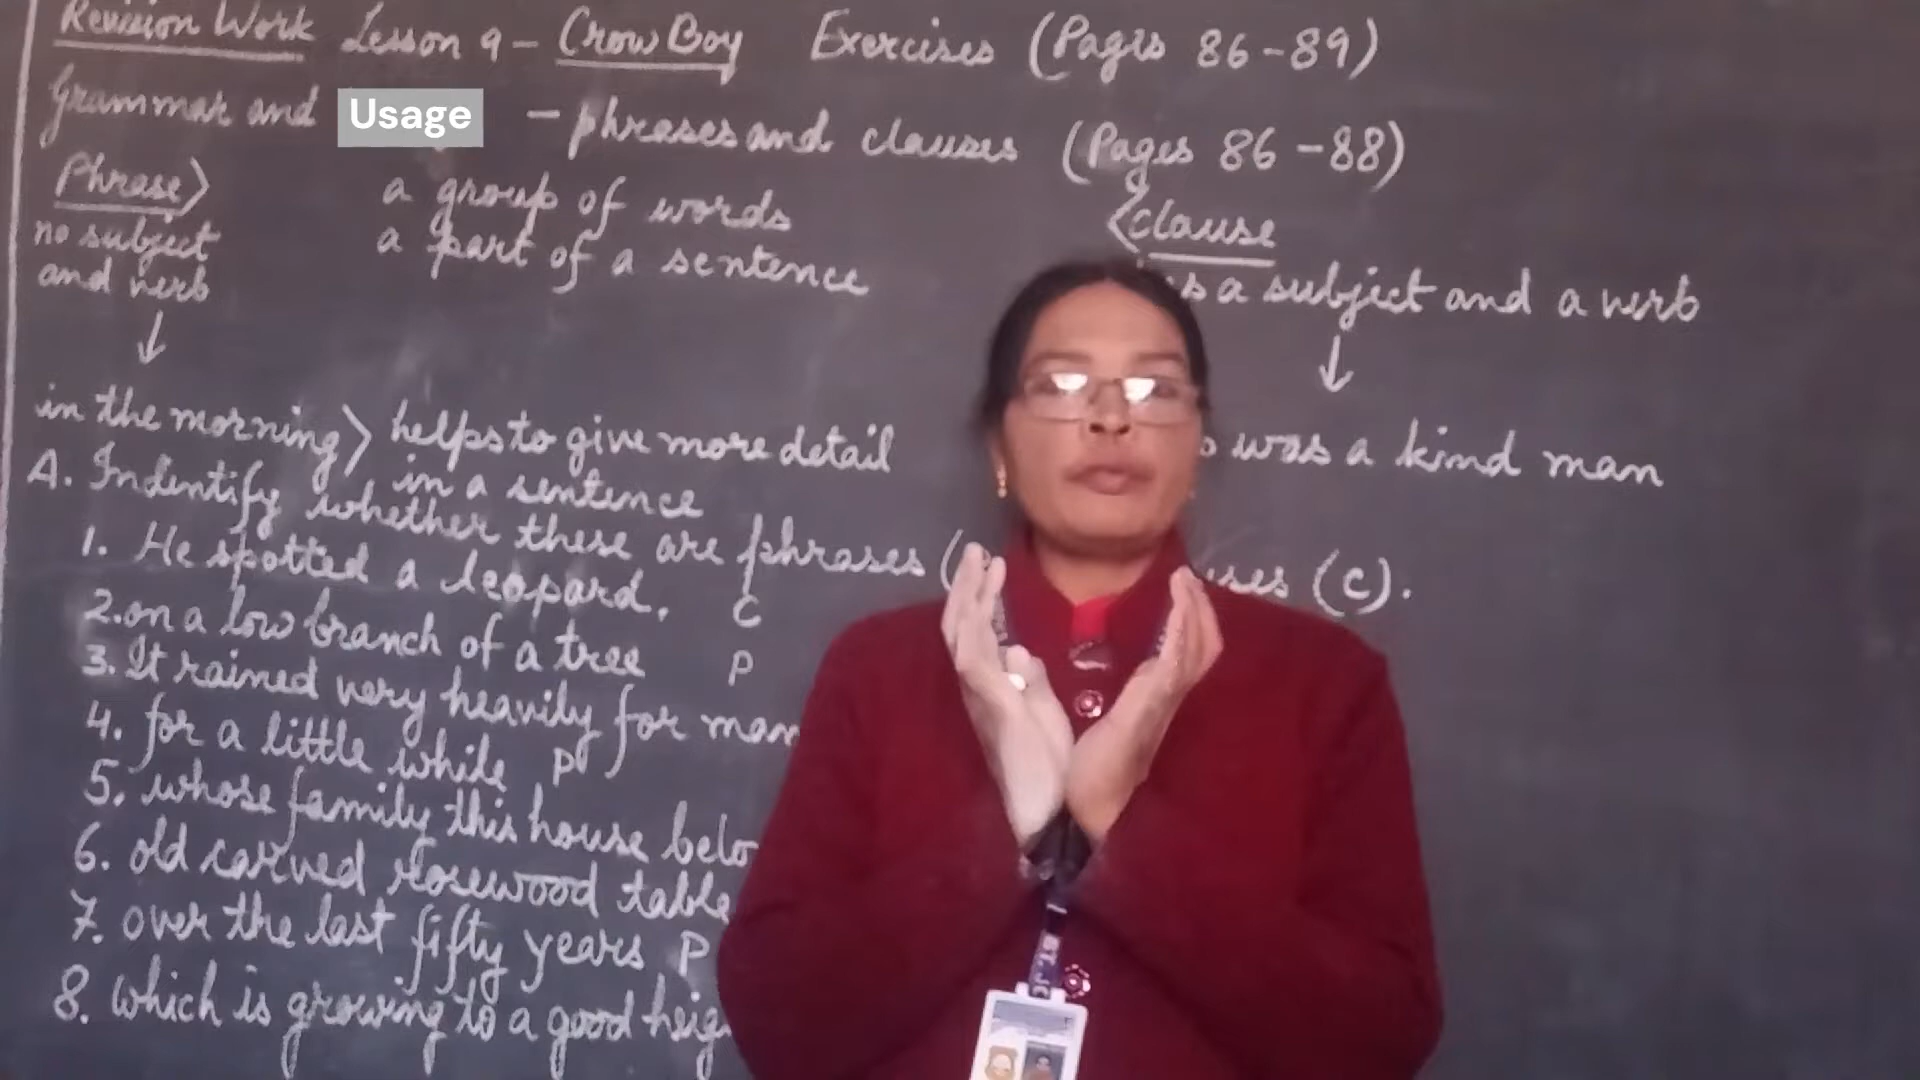 Revision Work Lesson 9 - Crow Boy Exercises (Pages 86-89)
Grammar and Usage - phrases and clauses (Pages 86-88)
Phrase> a group of words <clause
no subject a part of a sentence a subject and a verb
and verb
↓ ↓
in the morning> helps to give more detail was a kind man
in a sentence
A. Indentify whether these are phrases ( (C).
1. He spotted a leopard. C
2. on a low branch of a tree P
3. It rained very heavily for
4. for a little while P
5. whose family this house
6. old carved rosewood table
7. over the last fifty years P
8. which is growing to a good